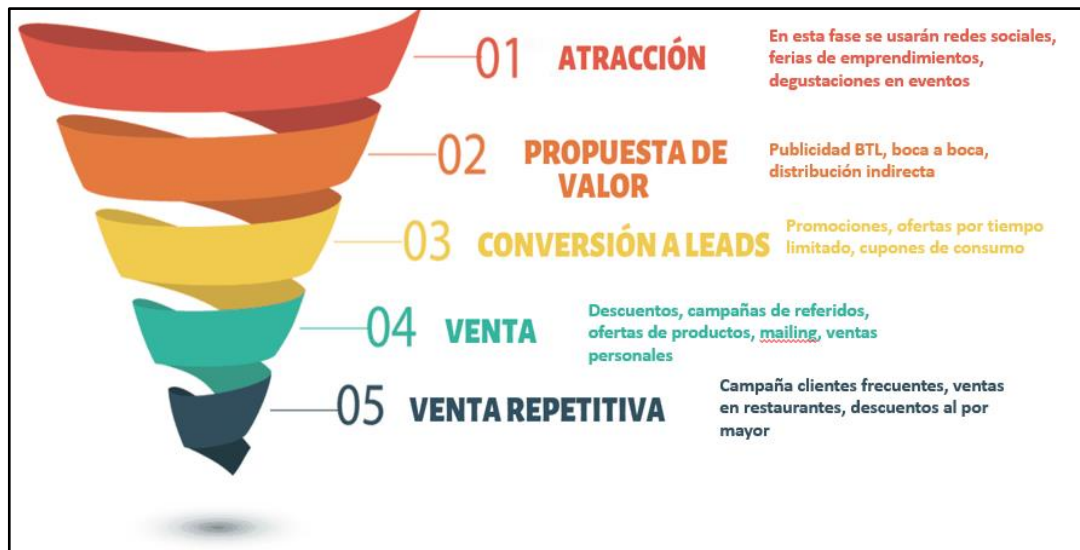 01
ATRACCIÓN
En esta fase se usarán redes sociales,
ferias de emprendimientos,
degustaciones en eventos
02
PROPUESTA DE
VALOR
Publicidad BTL, boca a boca,
distribución indirecta
03
CONVERSIÓN A LEADS
Promociones, ofertas por tiempo
limitado, cupones de consumo
04
VENTA
Descuentos, campañas de referidos,
ofertas de productos, mailing, ventas
personales
05
VENTA REPETITIVA
Campaña clientes frecuentes, ventas
en restaurantes, descuentos al por
mayor